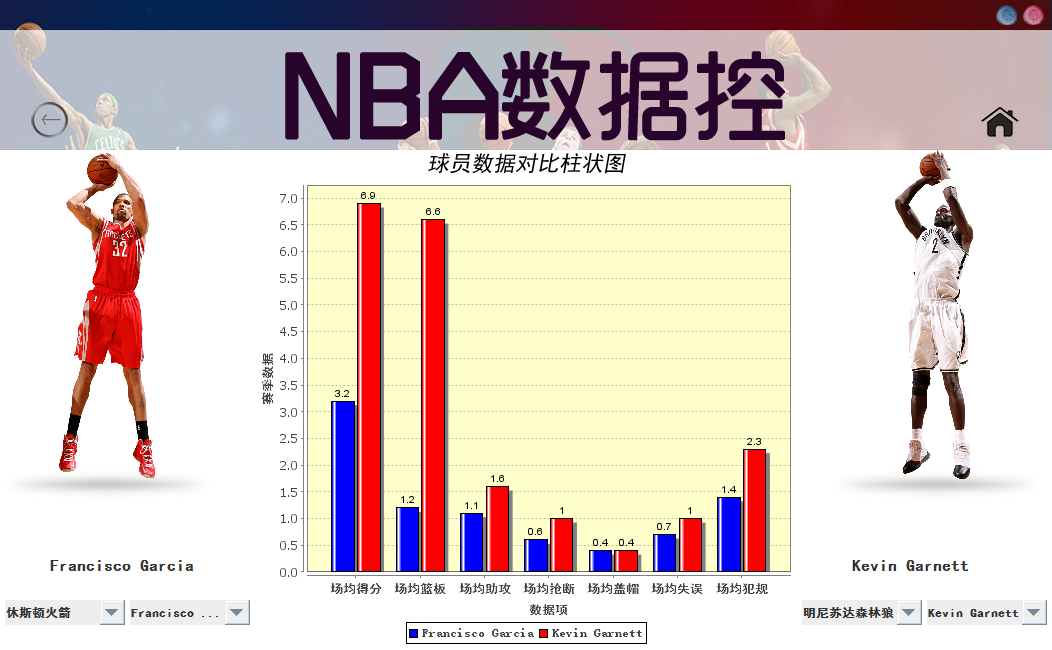 NBA数据控
CELTICS
球员数据对比柱状图
ROCKETS
32
BROOKLYN
2
赛季数据
7.0
6.5
6.0
5.5
5.0
4.5
4.0
3.5
3.0
2.5
2.0
1.5
1.0
0.5
0.0
3.2 6.9
1.2 6.6
1.1 1.6
0.6 1
0.4 0.4
0.7 1
1.4 2.3
场均得分 场均篮板 场均助攻 场均抢断 场均盖帽 场均失误 场均犯规
数据项
Francisco Garcia Kevin Garnett
Francisco Garcia
Kevin Garnett
休斯顿火箭 Francisco ...
明尼苏达森林狼 Kevin Garnett